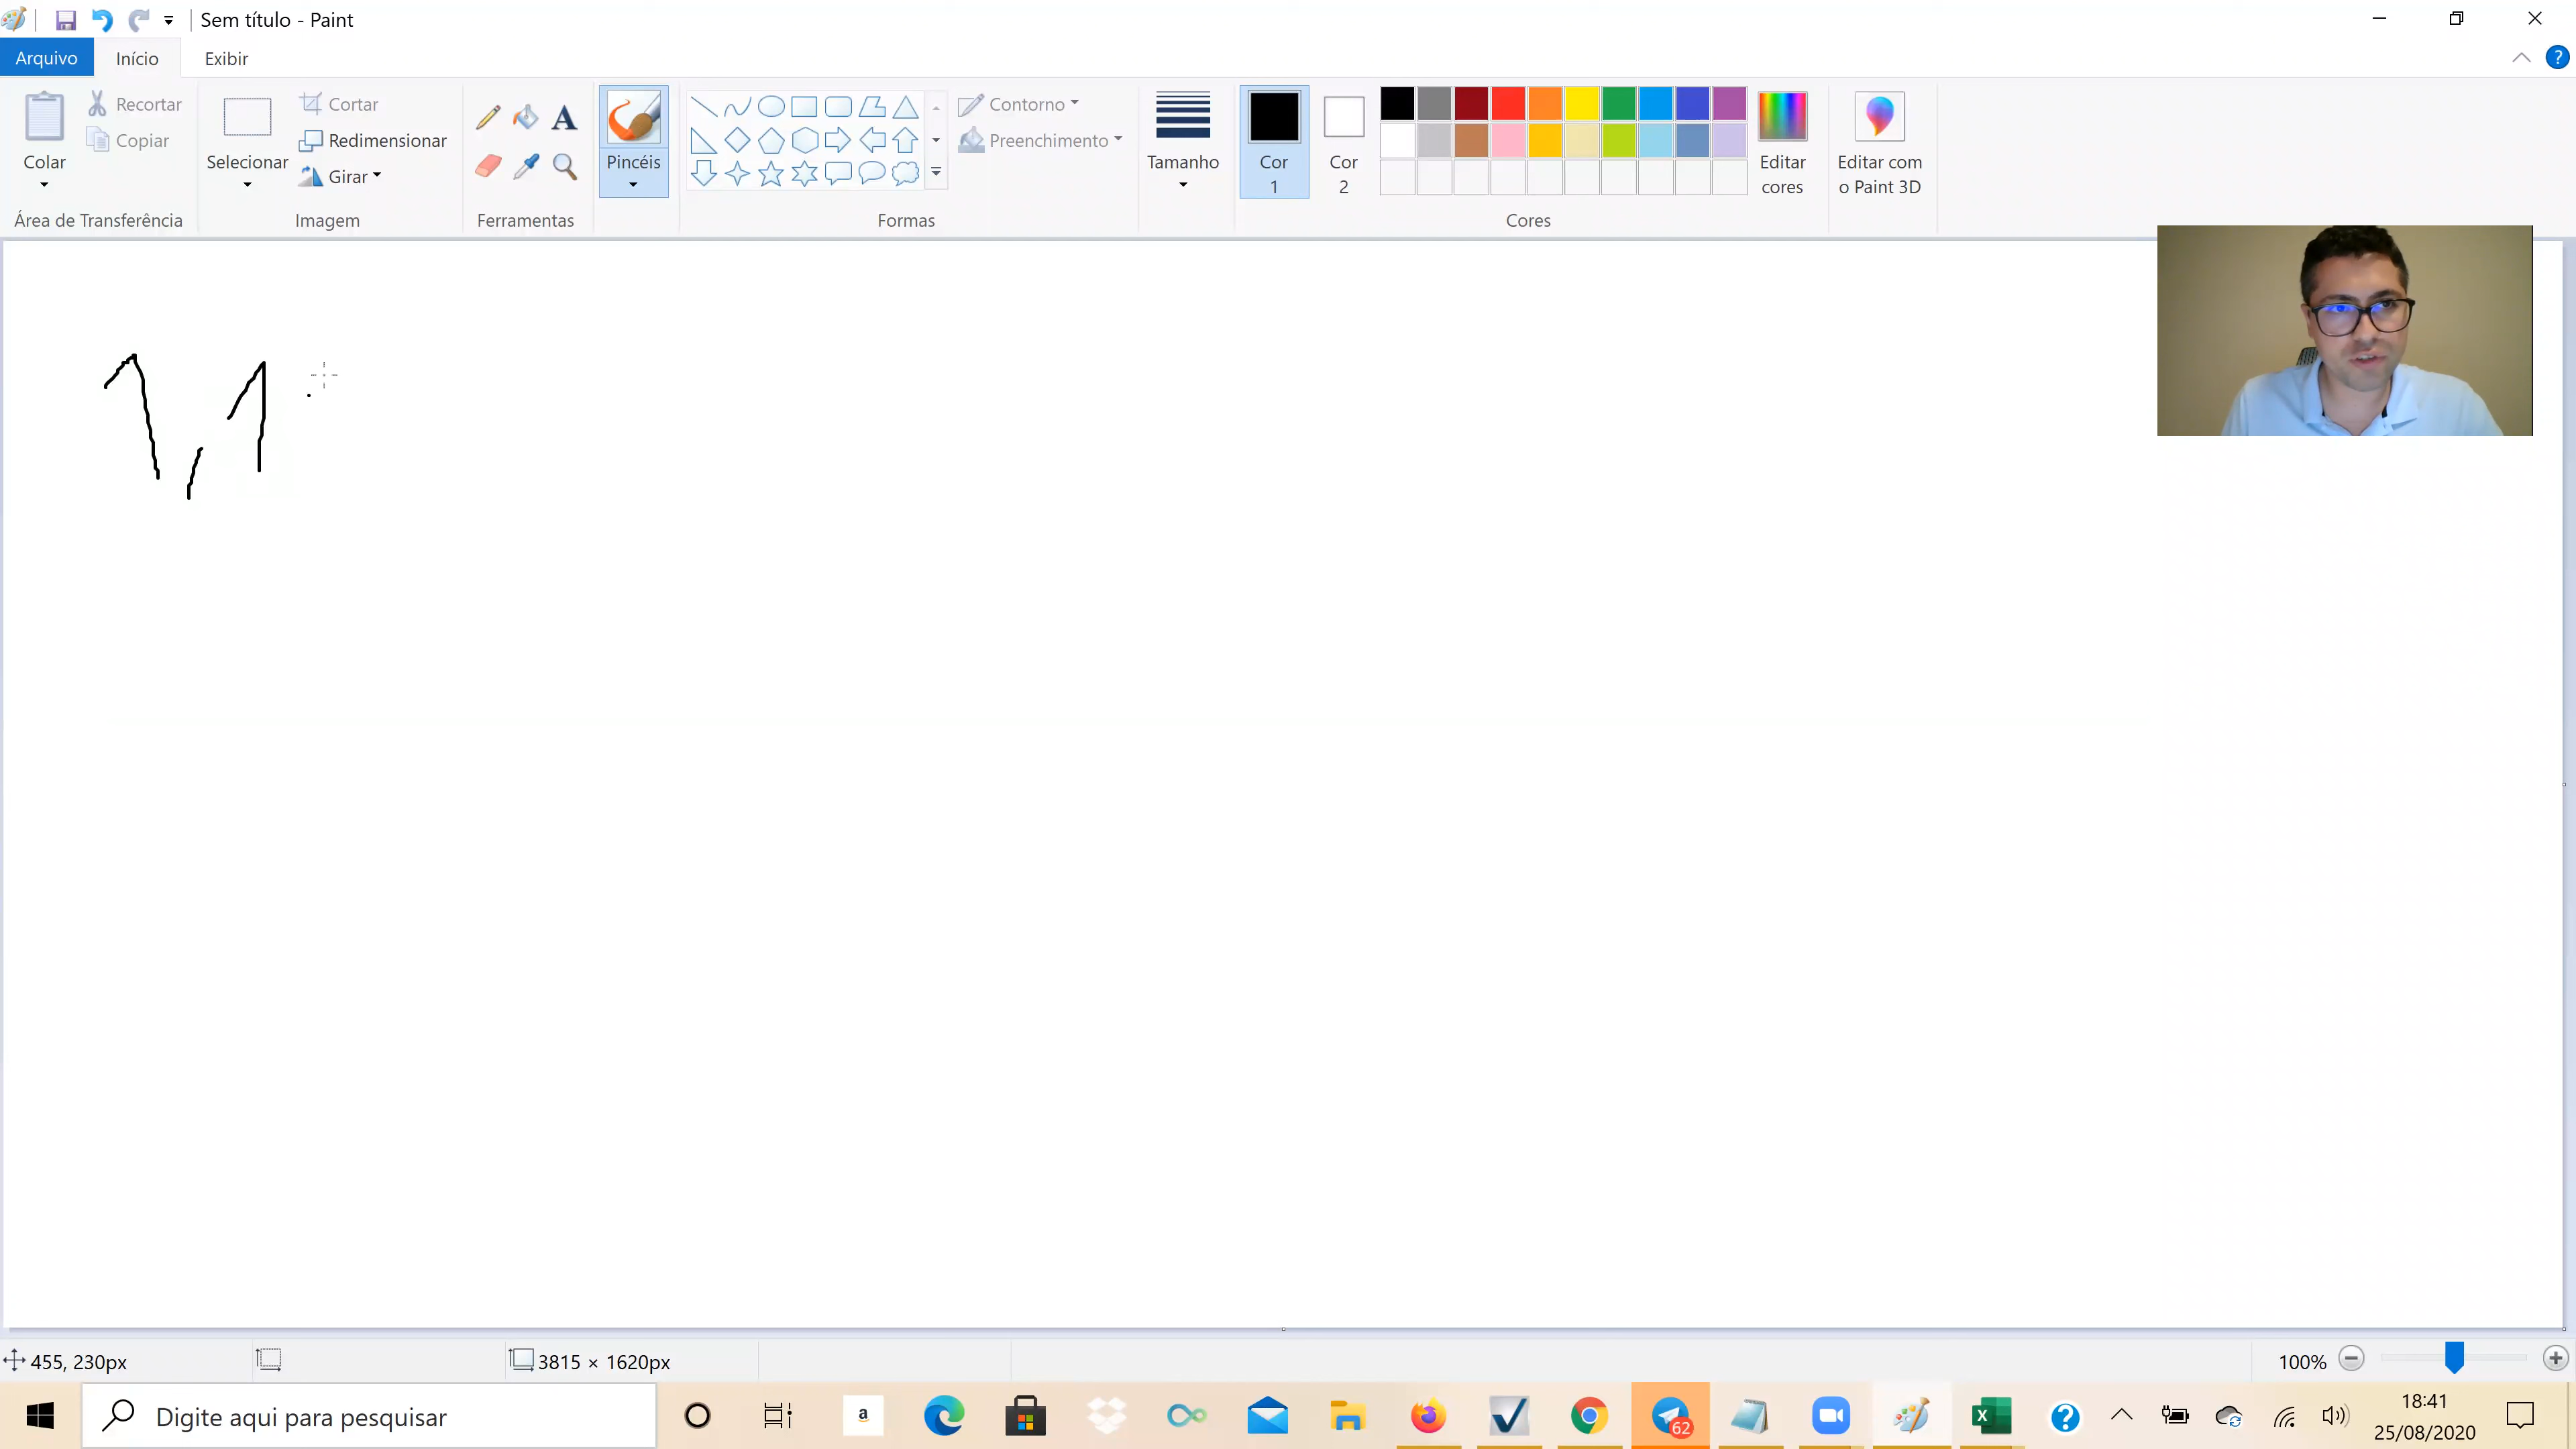 Sem título - Paint
Arquivo Início Exibir
Colar
Recortar
Copiar
Área de Transferência
Selecionar
Cortar
Redimensionar
Girar
Imagem
A
Ferramentas
Pincéis
Contorno
Preenchimento
Formas
Tamanho
Cor 1
Cor 2
Editar cores
Editar com o Paint 3D
Cores
?
1,1
455, 230px
3815 × 1620px
100%
Digite aqui para pesquisar
a
62
X
?
18:41
25/08/2020